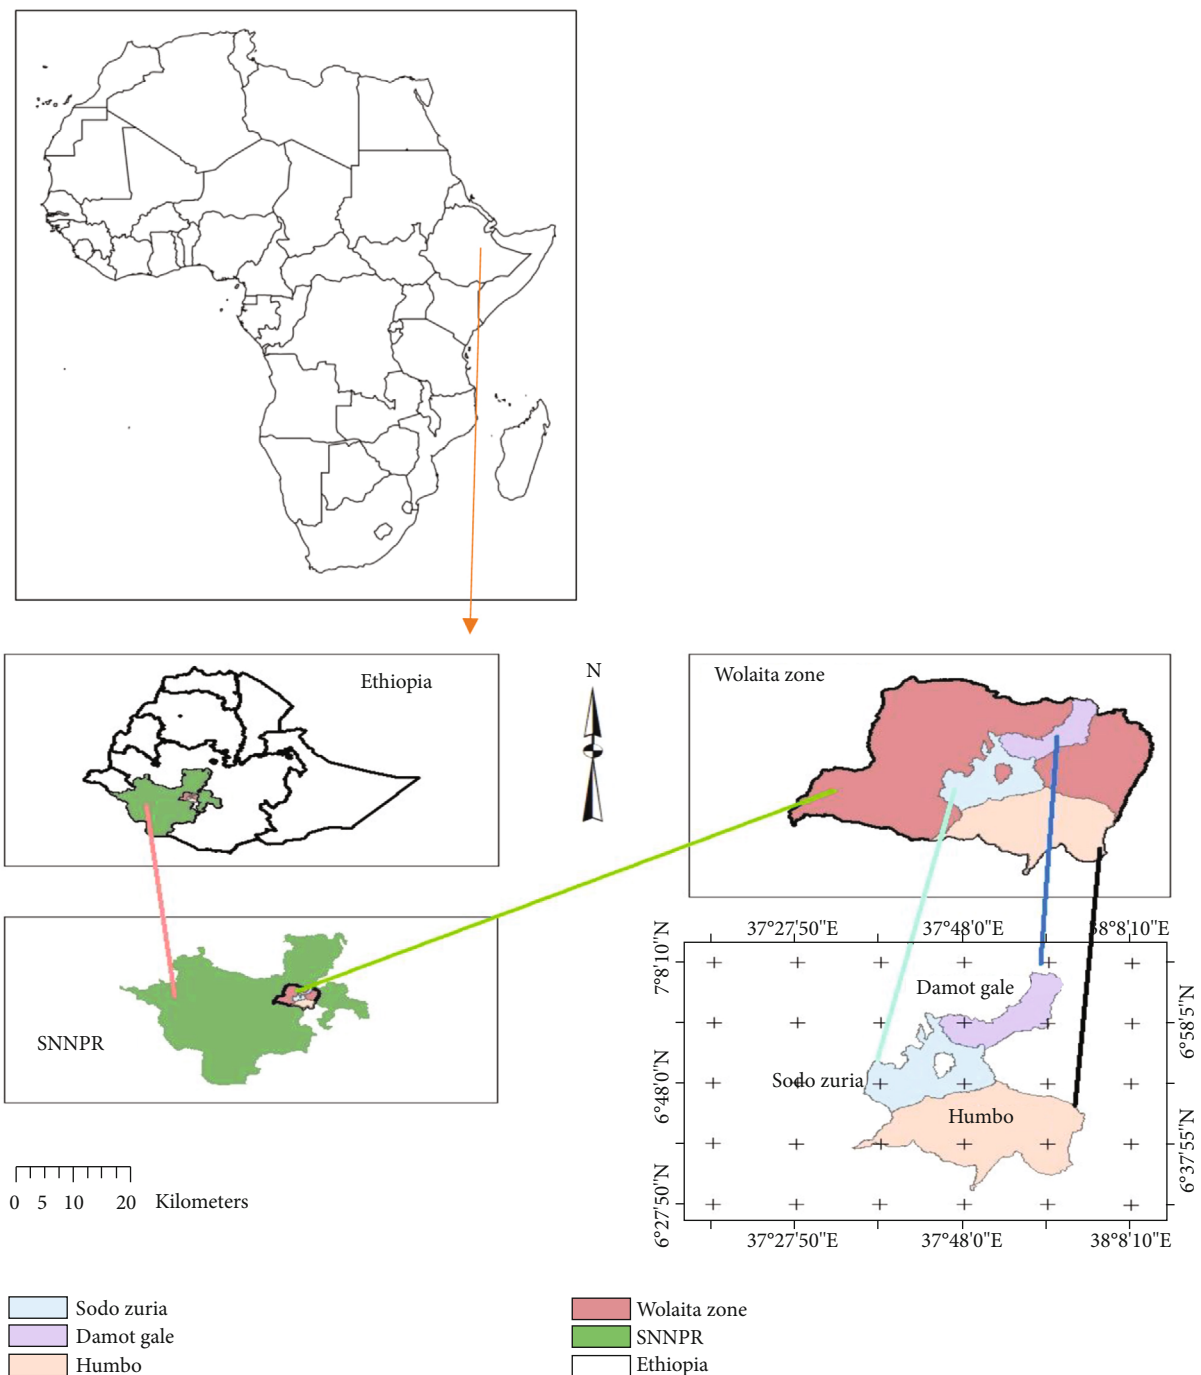 Ethiopia
N
Wolaita zone
SNNPR
0 5 10 20 Kilometers
37°27'50"E 37°48'0"E 38°8'10"E
7°8'10"N
6°48'0"N
6°27'50"N
6°58'5"N
6°37'55"N
Damot gale
Sodo zuria
Humbo
37°27'50"E 37°48'0"E 38°8'10"E
Sodo zuria
Damot gale
Humbo
Wolaita zone
SNNPR
Ethiopia